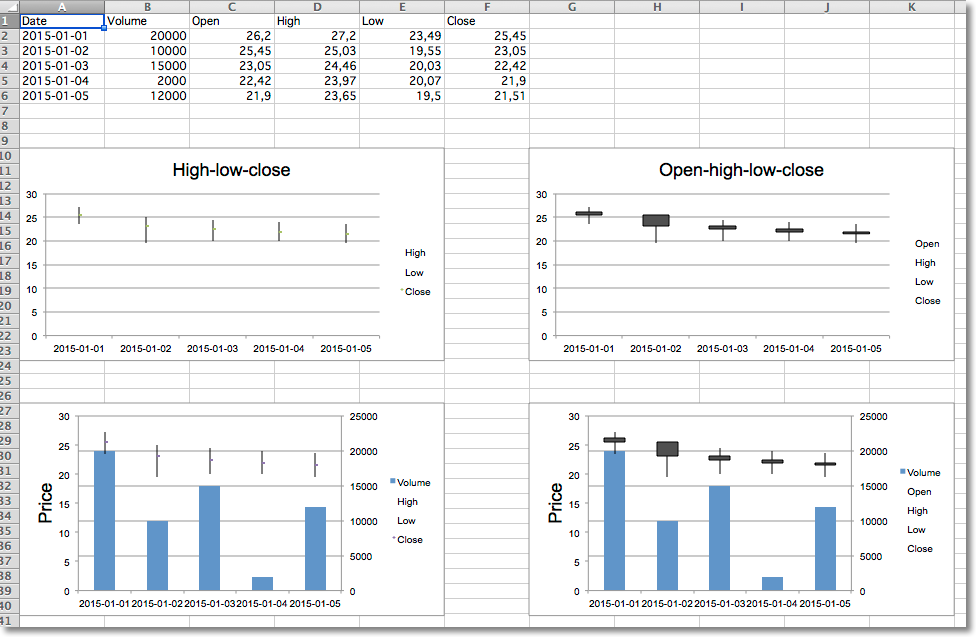 A B C D E F G H I J K
1 Date Volume Open High Low Close
2 2015-01-01 20000 26,2 27,2 23,49 25,45
3 2015-01-02 10000 25,45 25,03 19,55 23,05
4 2015-01-03 15000 23,05 24,46 20,03 22,42
5 2015-01-04 2000 22,42 23,97 20,07 21,9
6 2015-01-05 12000 21,9 23,65 19,5 21,51
7
8
9
10
11
12
13
14
15
16
17
18
19
20
21
22
23
24
25
26
27
28
29
30
31
32
33
34
35
36
37
38
39
40
41
High-low-close
30
25
20
15
10
5
0
2015-01-01 2015-01-02 2015-01-03 2015-01-04 2015-01-05
High
Low
Close
Open-high-low-close
30
25
20
15
10
5
0
2015-01-01 2015-01-02 2015-01-03 2015-01-04 2015-01-05
Open
High
Low
Close
Price
30
25
20
15
10
5
0
25000
20000
15000
10000
5000
0
2015-01-01 2015-01-02 2015-01-03 2015-01-04 2015-01-05
Volume
High
Low
Close
Price
30
25
20
15
10
5
0
25000
20000
15000
10000
5000
0
2015-01-01 2015-01-02 2015-01-03 2015-01-04 2015-01-05
Volume
Open
High
Low
Close